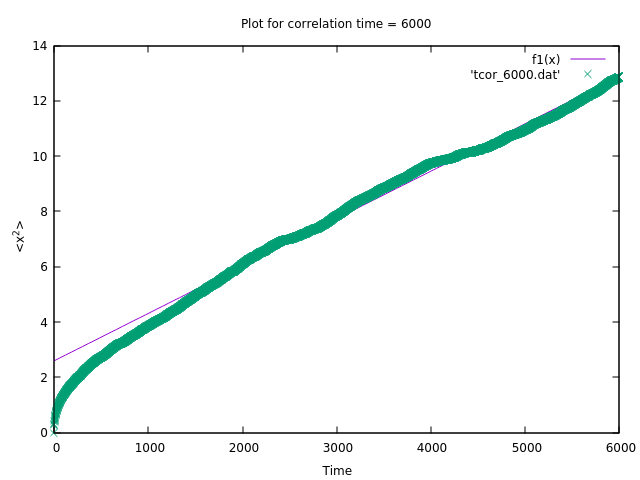 Plot for correlation time = 6000
14
12
10
8
6
4
2
0
<x²>
f1(x)
'tcor_6000.dat'
0 1000 2000 3000 4000 5000 6000
Time